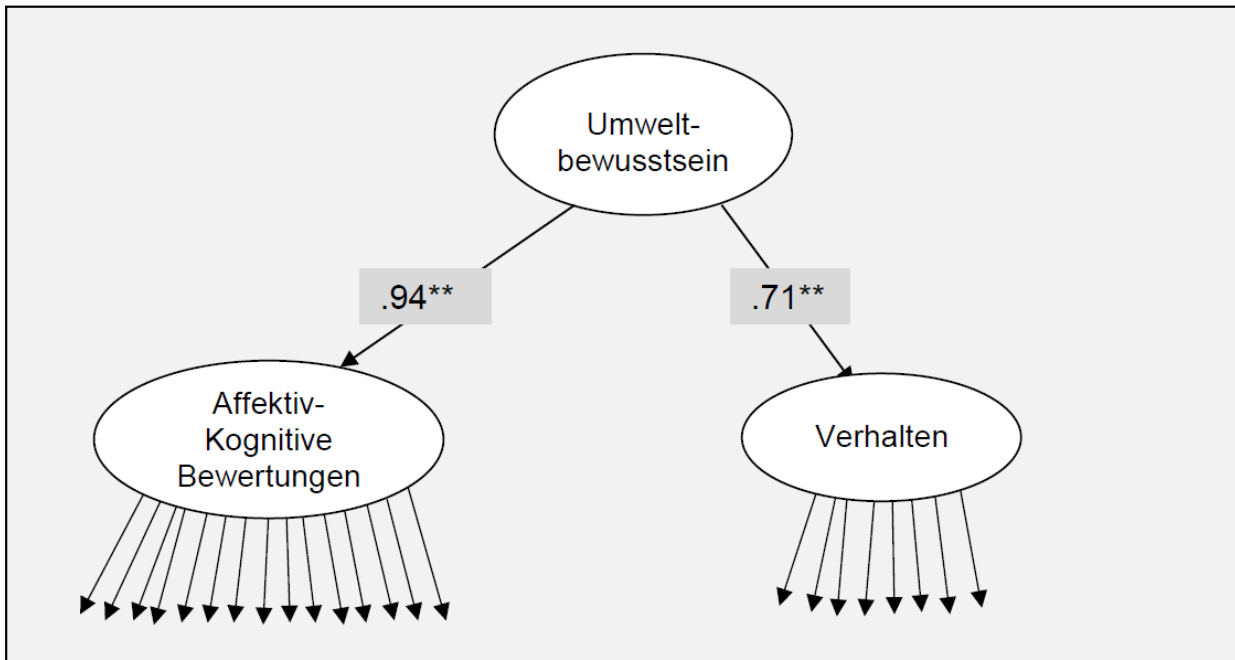 Umwelt-
bewusstsein
.94**
.71**
Affektiv-
Kognitive
Bewertungen
Verhalten